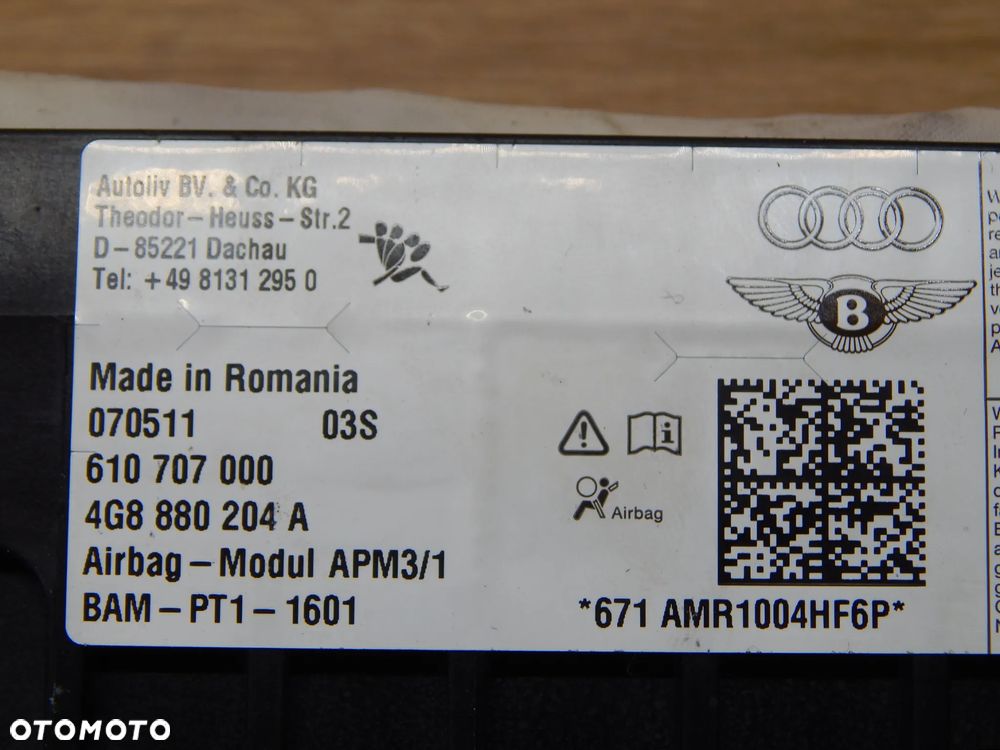 Autoliv BV. & Co. KG
Theodor-Heuss-Str.2
D-85221 Dachau
Tel: +49 8131 295 0
B
Made in Romania
070511 03S
610 707 000
4G8 880 204 A
Airbag-Modul APM3/1
BAM-PT1-1601
i
Airbag
*671 AMR1004HF6P*
OTOMOTO